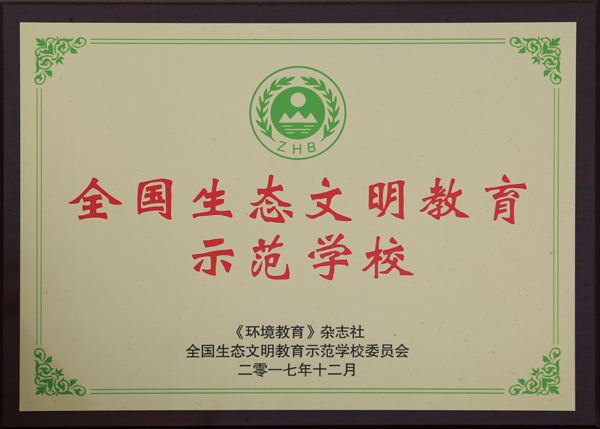 ZHB
全国生态文明教育
示范学校
《环境教育》杂志社
全国生态文明教育示范学校委员会
二零一七年十二月